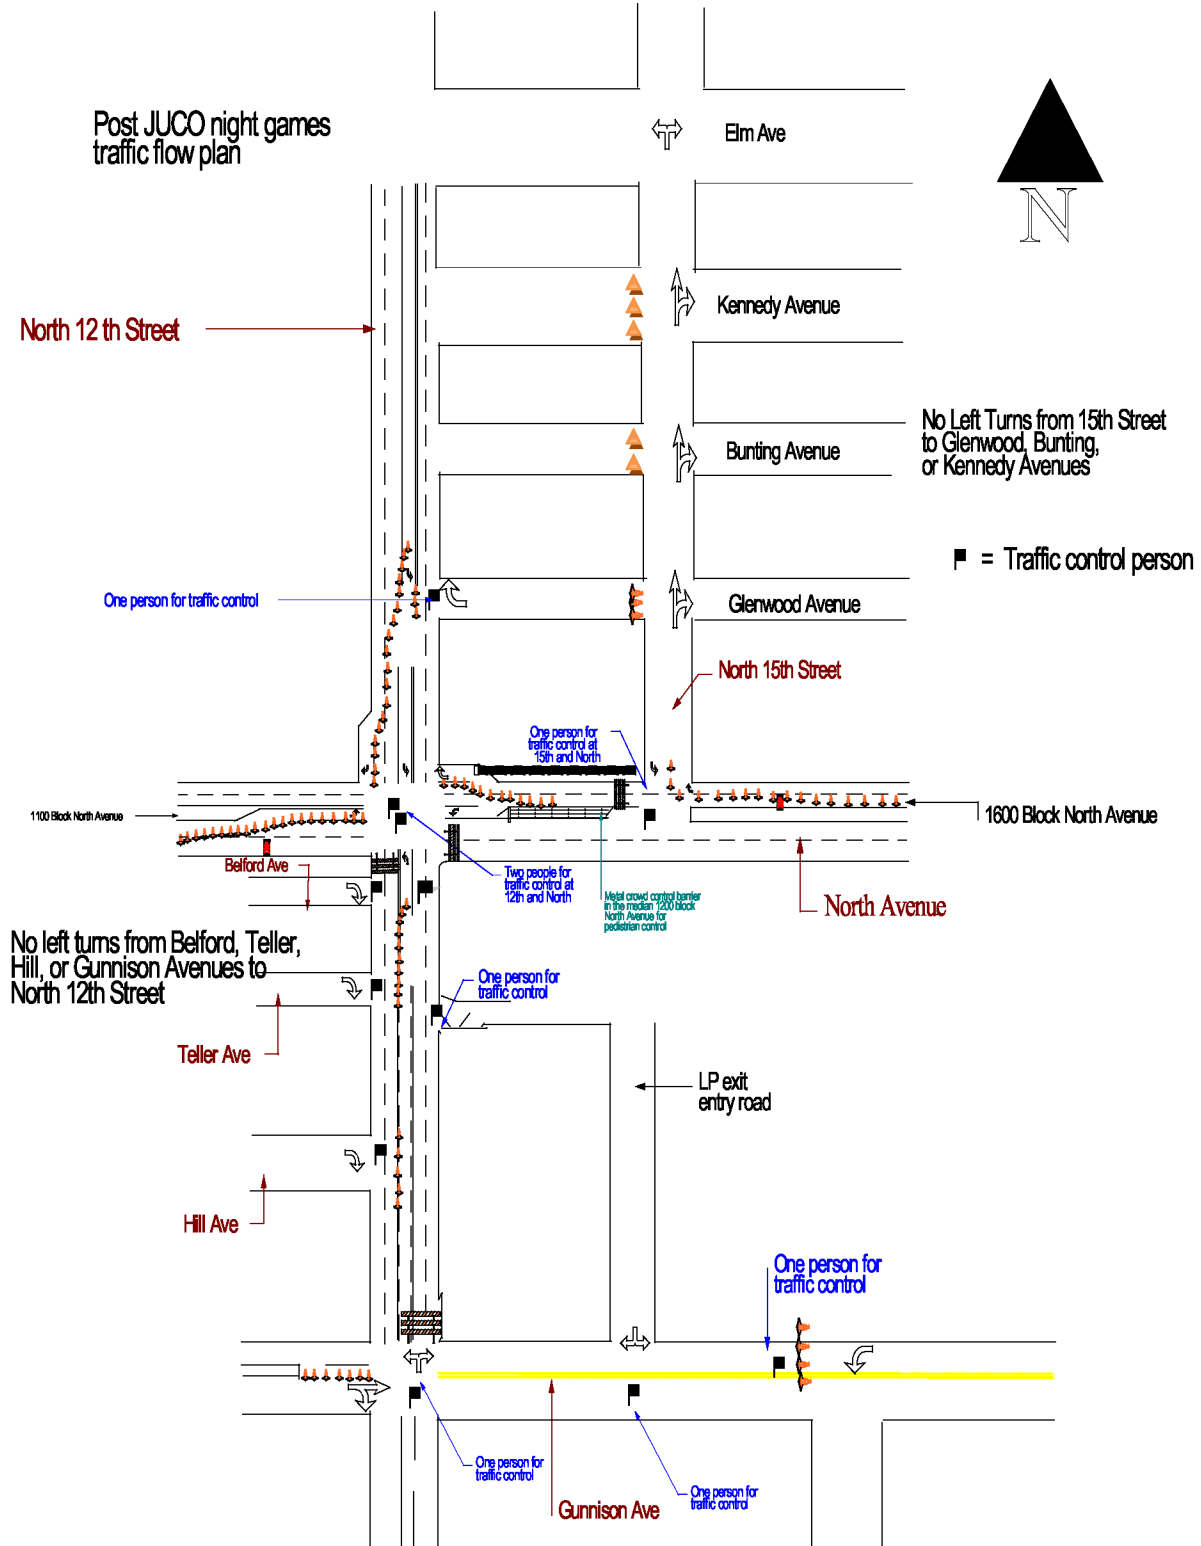 Post JUCO night games
traffic flow plan
Elm Ave
N
Kennedy Avenue
North 12 th Street
No Left Turns from 15th Street
to Glenwood, Bunting,
or Kennedy Avenues
Bunting Avenue
= Traffic control person
One person for traffic control
Glenwood Avenue
North 15th Street
One person for
traffic control at
15th and North
1100 Block North Avenue
1600 Block North Avenue
Belford Ave
Two people for
traffic control at
12th and North
Metal crowd control barrier
in the median 1200 block
North Avenue for
pedistrian control
North Avenue
No left turns from Belford, Teller,
Hill, or Gunnison Avenues to
North 12th Street
One person for
traffic control
Teller Ave
LP exit
entry road
Hill Ave
One person for
traffic control
One person for
traffic control
One person for
traffic control
Gunnison Ave